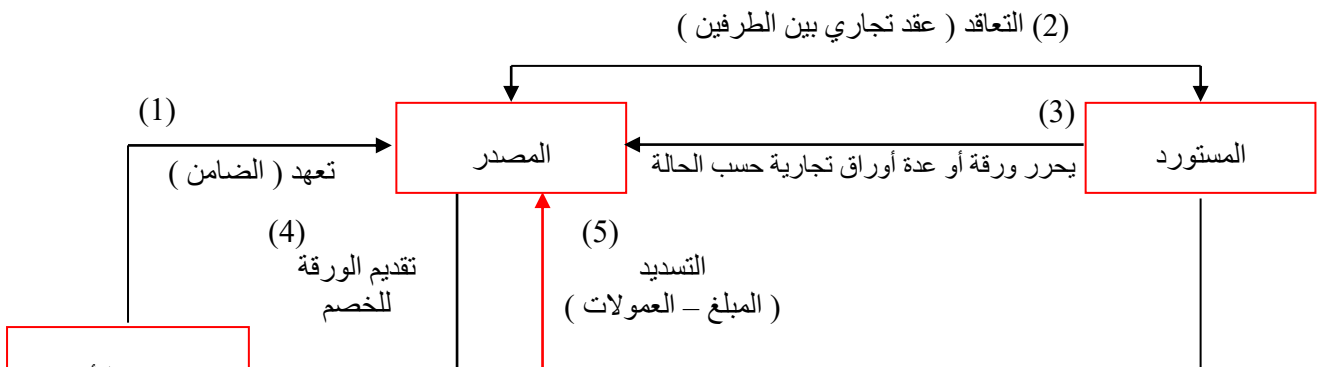 (2) التعاقد ( عقد تجاري بين الطرفين )
(1)
(3)
المصدر
المستورد
يحرر ورقة أو عدة أوراق تجارية حسب الحالة
تعهد ( الضامن )
(4)
(5)
تقديم الورقة
للخصم
التسديد
( المبلغ – العمولات )